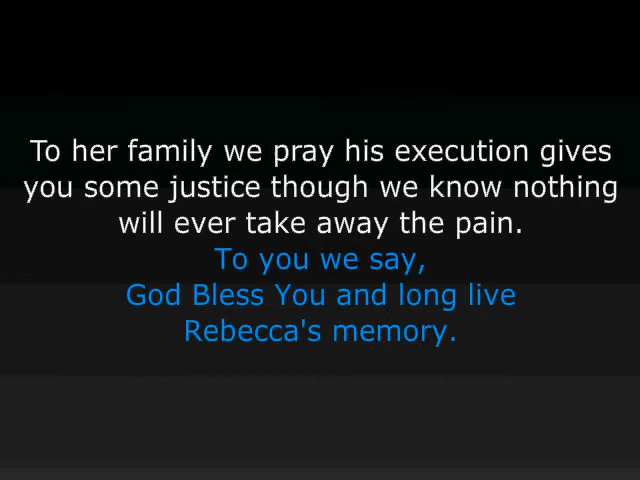 To her family we pray his execution gives
you some justice though we know nothing
will ever take away the pain.
To you we say,
God Bless You and long live
Rebecca's memory.